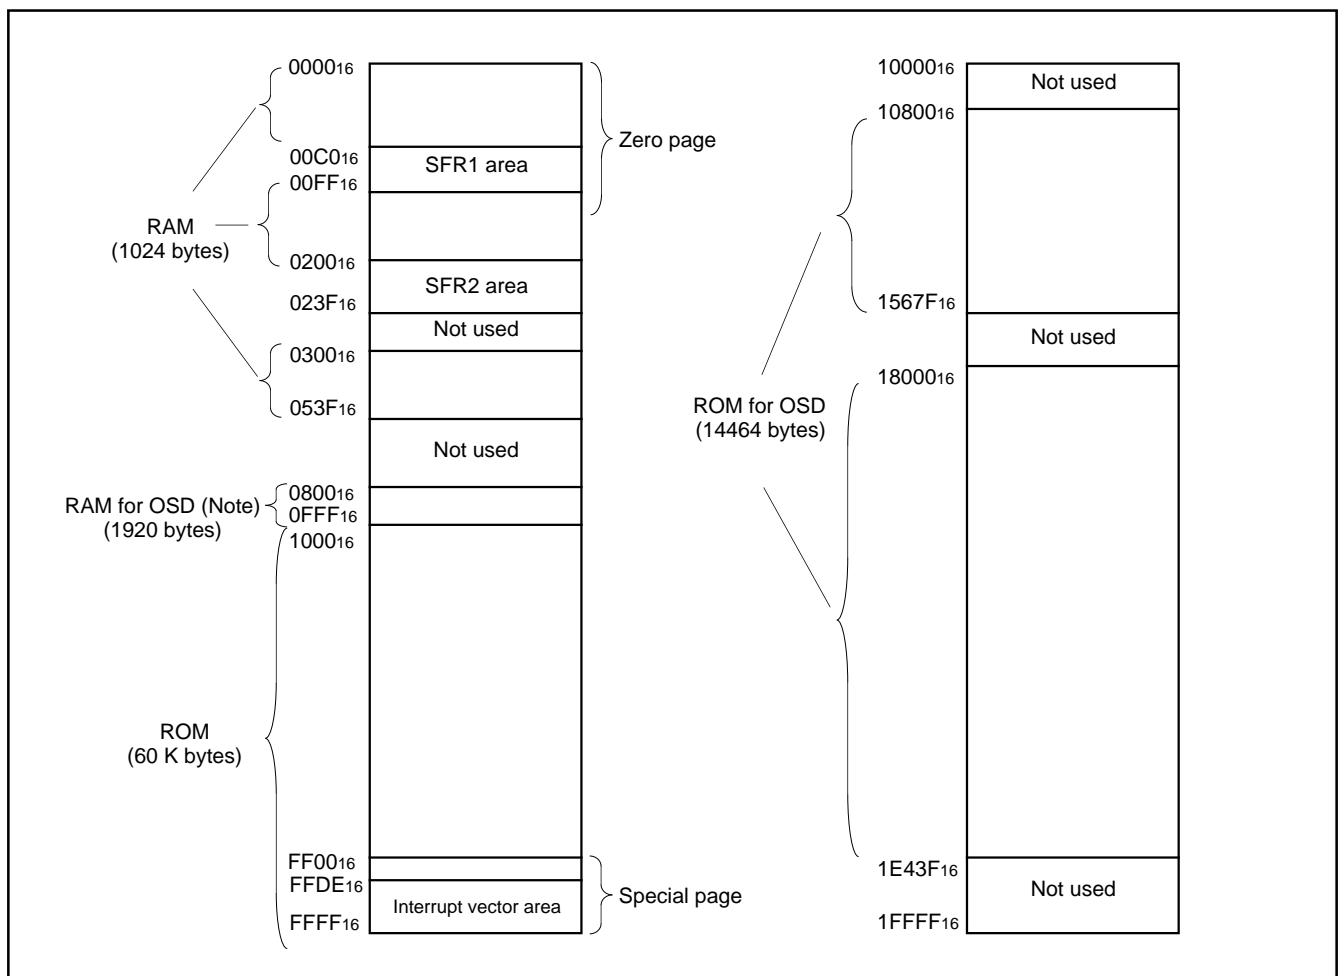 0000₁₆
Zero page
00C0₁₆
SFR1 area
00FF₁₆
RAM
(1024 bytes)
0200₁₆
SFR2 area
023F₁₆
Not used
0300₁₆
053F₁₆
Not used
RAM for OSD (Note)
(1920 bytes)
0800₁₆
0FFF₁₆
1000₁₆
ROM
(60 K bytes)
FF00₁₆
FFDE₁₆
Special page
Interrupt vector area
FFFF₁₆
10000₁₆
Not used
10800₁₆
1567F₁₆
Not used
18000₁₆
ROM for OSD
(14464 bytes)
1E43F₁₆
Not used
1FFFF₁₆